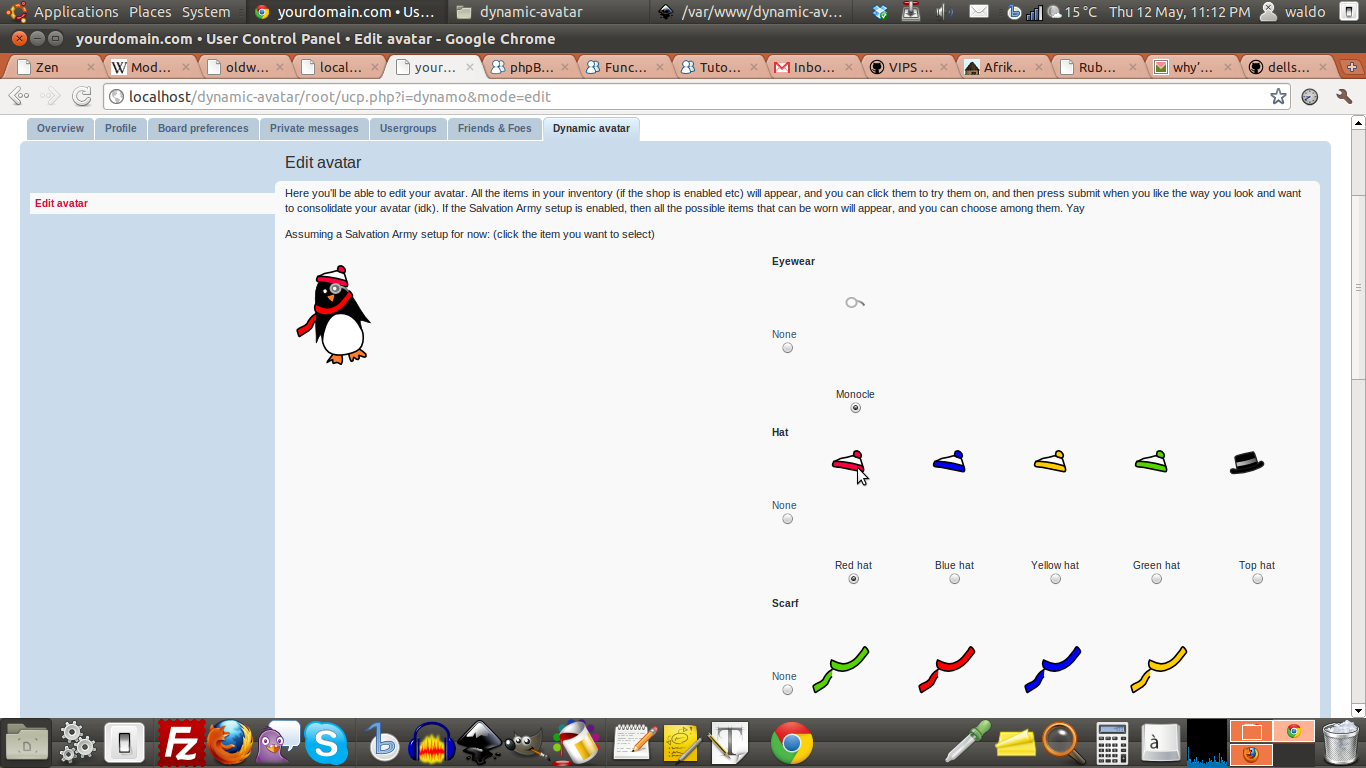 Applications Places System yourdomain.com • Us... dynamic-avatar /var/www/dynamic-av... 15 °C Thu 12 May, 11:12 PM waldo
yourdomain.com • User Control Panel • Edit avatar - Google Chrome
Zen Mod... oldw... local... your... phpB... Func... Tuto... Inbo... VIPS ... Afrik... Rub... why'... dells...
localhost/dynamic-avatar/root/ucp.php?i=dynamo&mode=edit
Overview Profile Board preferences Private messages Usergroups Friends & Foes Dynamic avatar
Edit avatar
Edit avatar
Here you'll be able to edit your avatar. All the items in your inventory (if the shop is enabled etc) will appear, and you can click them to try them on, and then press submit when you like the way you look and want
to consolidate your avatar (idk). If the Salvation Army setup is enabled, then all the possible items that can be worn will appear, and you can choose among them. Yay
Assuming a Salvation Army setup for now: (click the item you want to select)
Eyewear
None
Monocle
Hat
None
Red hat Blue hat Yellow hat Green hat Top hat
Scarf
None